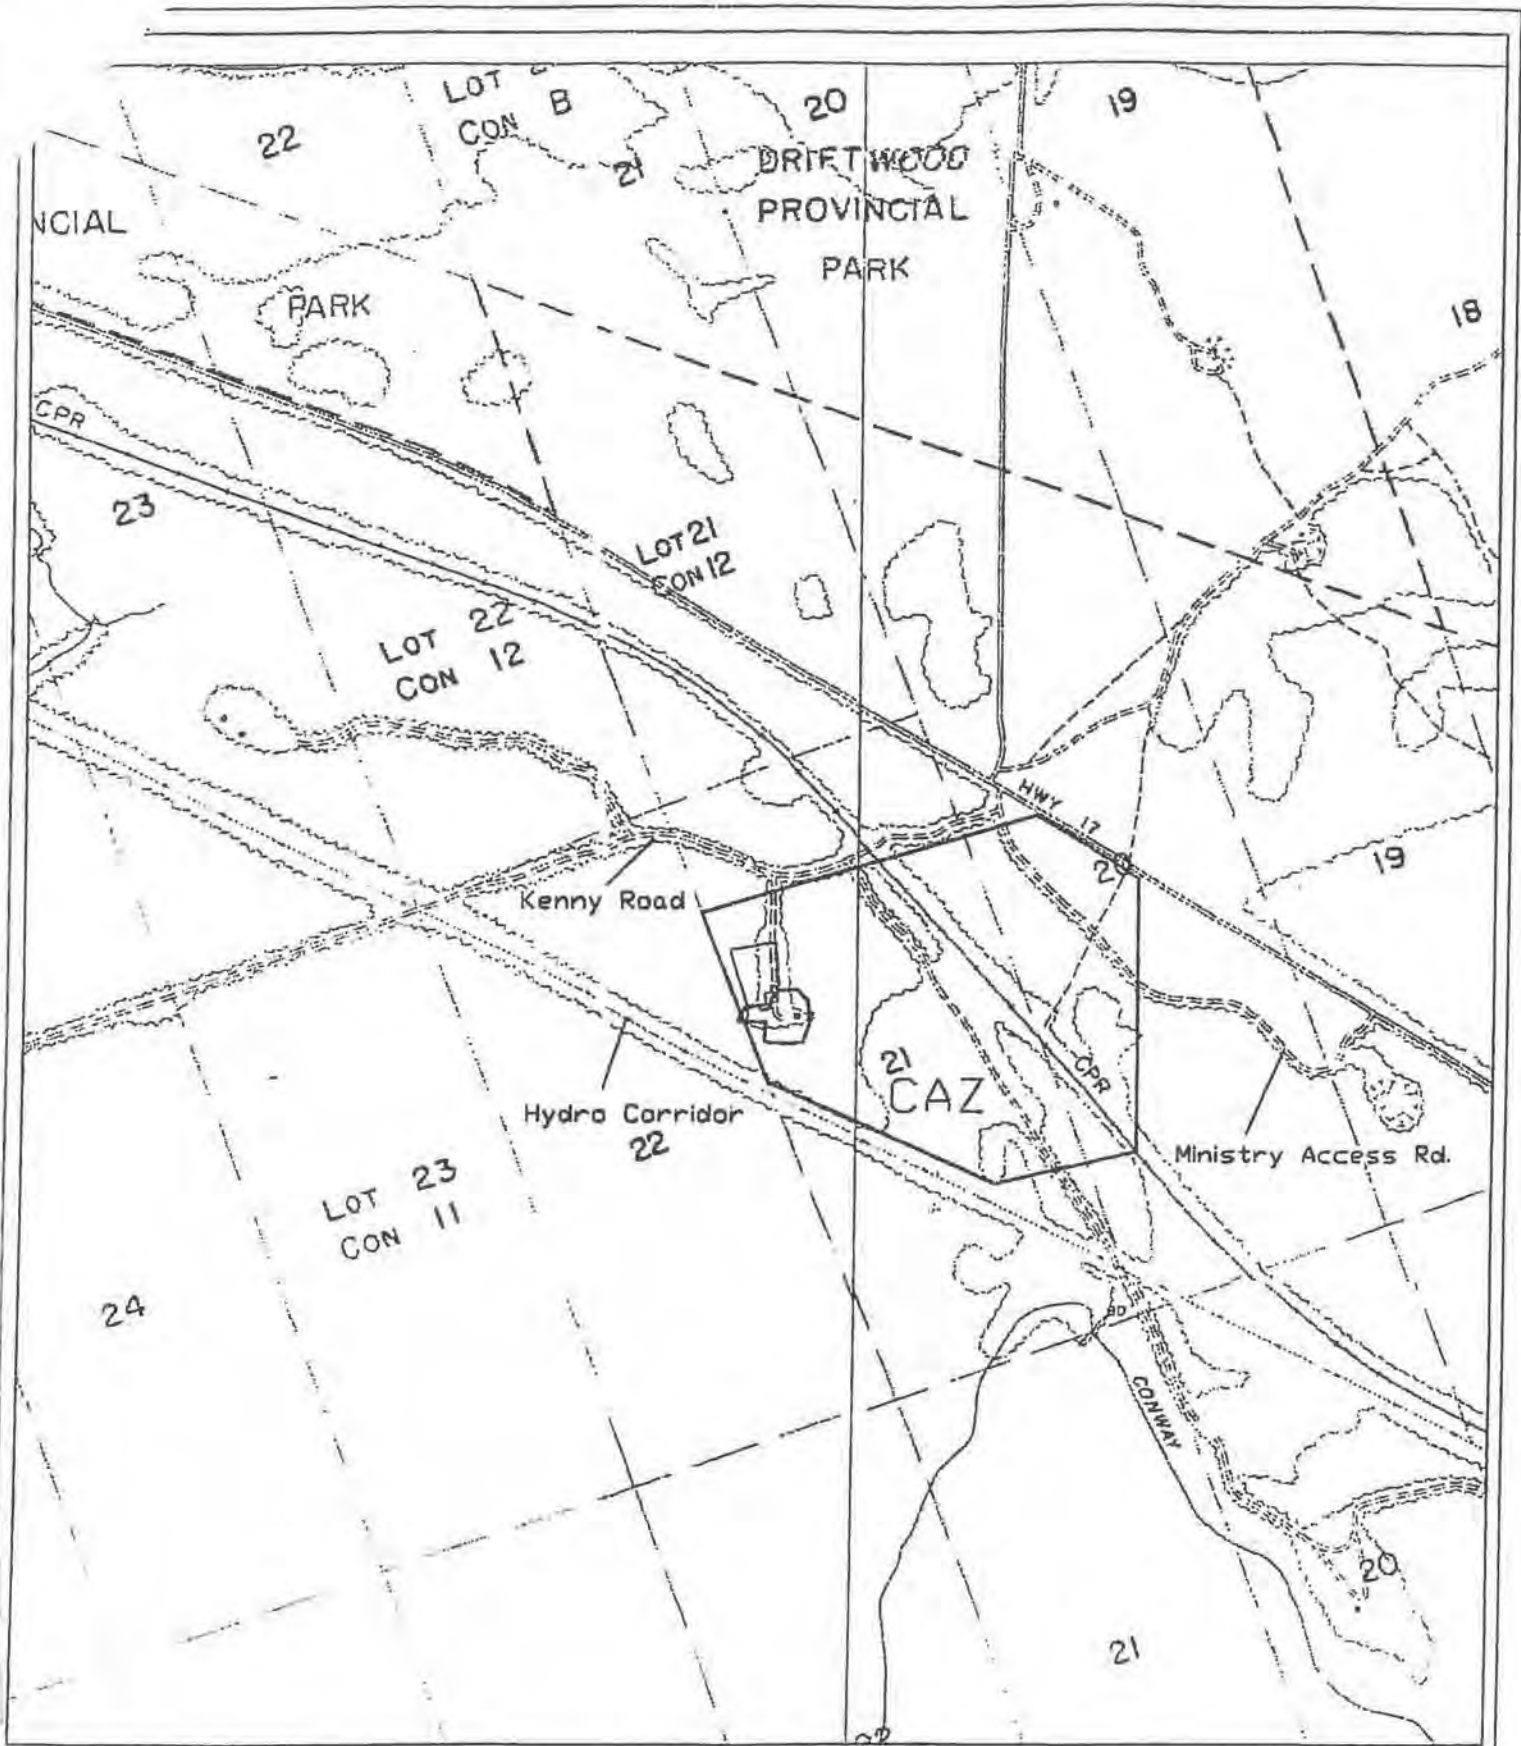 LOT
CON B
20
19
22
21
DRIFTWOOD
PROVINCIAL
PARK
NCIAL
PARK
18
CPR
23
LOT 21
CON 12
LOT 22
CON 12
HWY
17
2
19
Kenny Road
21
CAZ
CPR
Hydro Corridor
22
Ministry Access Rd.
LOT 23
CON 11
24
BD
CONWAY
20
21